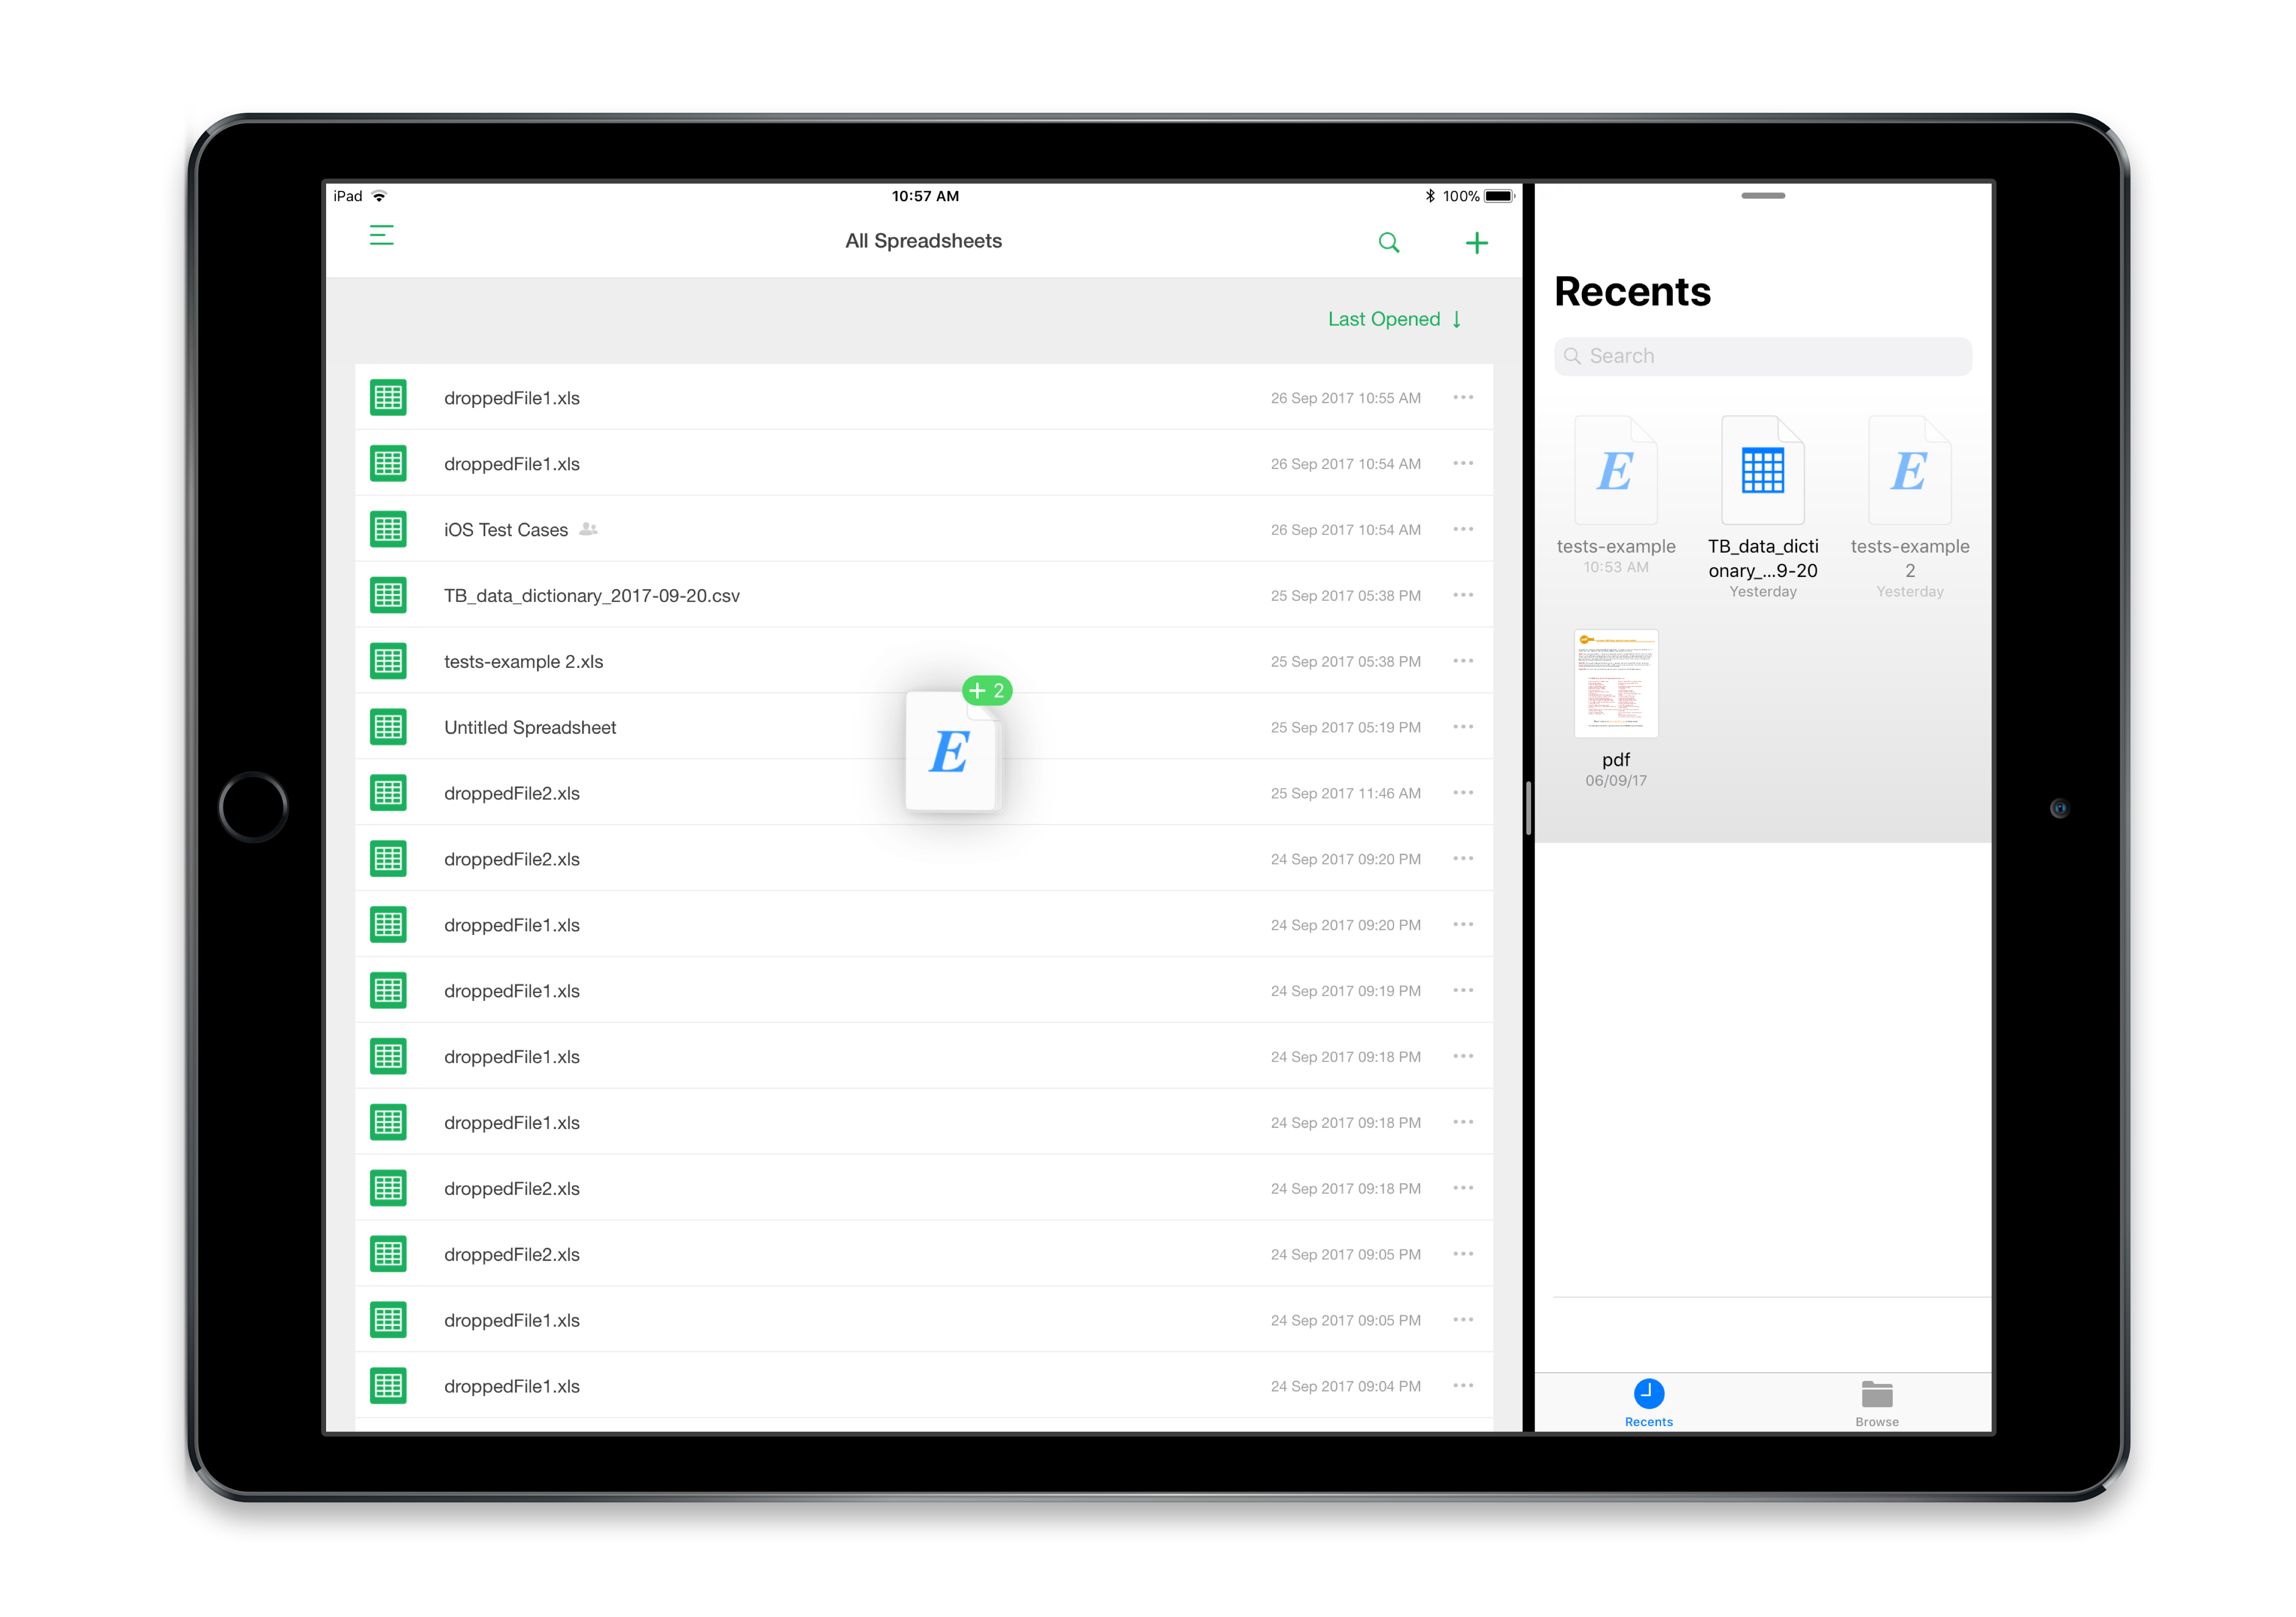 iPad
10:57 AM
100%
All Spreadsheets
Last Opened ↓
droppedFile1.xls 26 Sep 2017 10:55 AM
droppedFile1.xls 26 Sep 2017 10:54 AM
iOS Test Cases 26 Sep 2017 10:54 AM
TB_data_dictionary_2017-09-20.csv 25 Sep 2017 05:38 PM
tests-example 2.xls 25 Sep 2017 05:38 PM
Untitled Spreadsheet 25 Sep 2017 05:19 PM
droppedFile2.xls 25 Sep 2017 11:46 AM
droppedFile2.xls 24 Sep 2017 09:20 PM
droppedFile1.xls 24 Sep 2017 09:20 PM
droppedFile1.xls 24 Sep 2017 09:19 PM
droppedFile1.xls 24 Sep 2017 09:18 PM
droppedFile1.xls 24 Sep 2017 09:18 PM
droppedFile2.xls 24 Sep 2017 09:18 PM
droppedFile2.xls 24 Sep 2017 09:05 PM
droppedFile1.xls 24 Sep 2017 09:05 PM
droppedFile1.xls 24 Sep 2017 09:04 PM
+ 2
E
Recents
Search
E
tests-example
10:53 AM
TB_data_dicti
onary_...9-20
Yesterday
E
tests-example
2
Yesterday
pdf
06/09/17
Recents
Browse